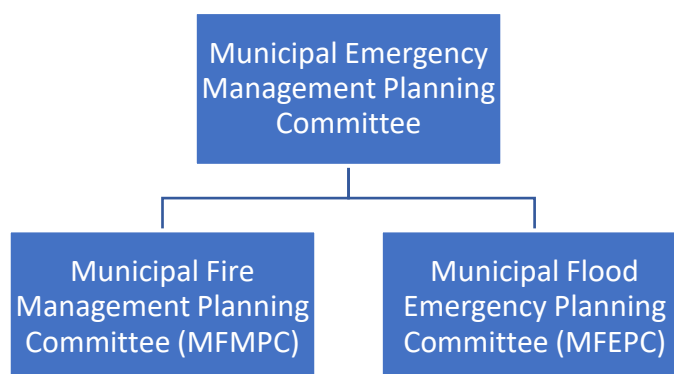 Municipal Emergency
Management Planning
Committee
Municipal Fire
Management Planning
Committee (MFMPC)
Municipal Flood
Emergency Planning
Committee (MFEPC)